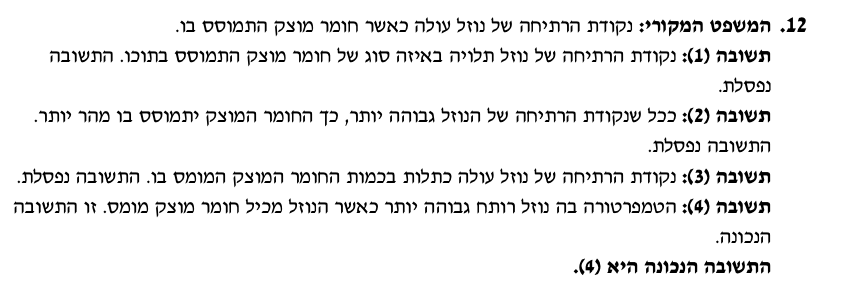 12. המשפט המקורי: נקודת הרתיחה של נוזל עולה כאשר חומר מוצק התמוסס בו.
תשובה (1): נקודת הרתיחה של נוזל תלויה באיזה סוג של חומר מוצק התמוסס בתוכו. התשובה
נפסלת.
תשובה (2): ככל שנקודת הרתיחה של הנוזל גבוהה יותר, כך החומר המוצק יתמוסס בו מהר יותר.
התשובה נפסלת.
תשובה (3): נקודת הרתיחה של נוזל עולה כתלות בכמות החומר המוצק המומס בו. התשובה נפסלת.
תשובה (4): הטמפרטורה בה נוזל רותח גבוהה יותר כאשר הנוזל מכיל חומר מוצק מומס. זו התשובה
הנכונה.
התשובה הנכונה היא (4).